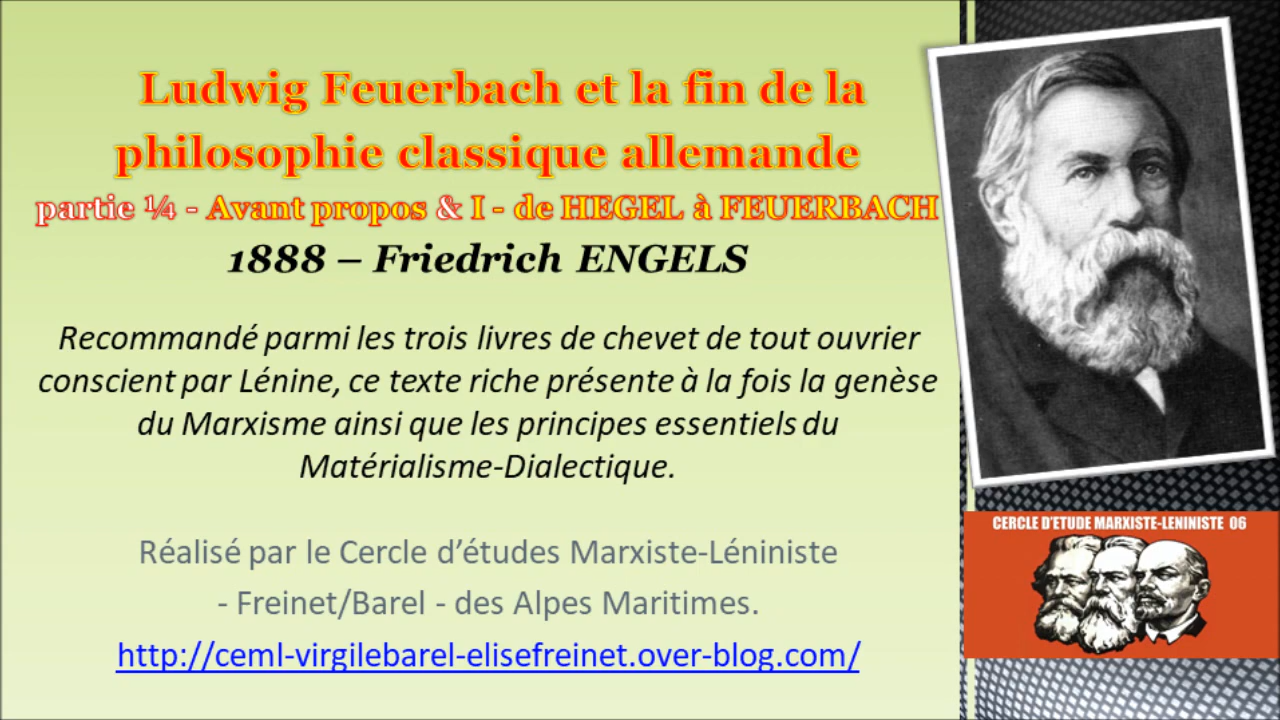 Ludwig Feuerbach et la fin de la
philosophie classique allemande
partie ¼ - Avant propos & I - de HEGEL à FEUERBACH
1888 – Friedrich ENGELS
Recommandé parmi les trois livres de chevet de tout ouvrier
conscient par Lénine, ce texte riche présente à la fois la genèse
du Marxisme ainsi que les principes essentiels du
Matérialisme-Dialectique.
Réalisé par le Cercle d’études Marxiste-Léniniste
- Freinet/Barel - des Alpes Maritimes.
http://ceml-virgilebarel-elisefreinet.over-blog.com/
CERCLE D'ETUDE MARXISTE-LENINISTE 06